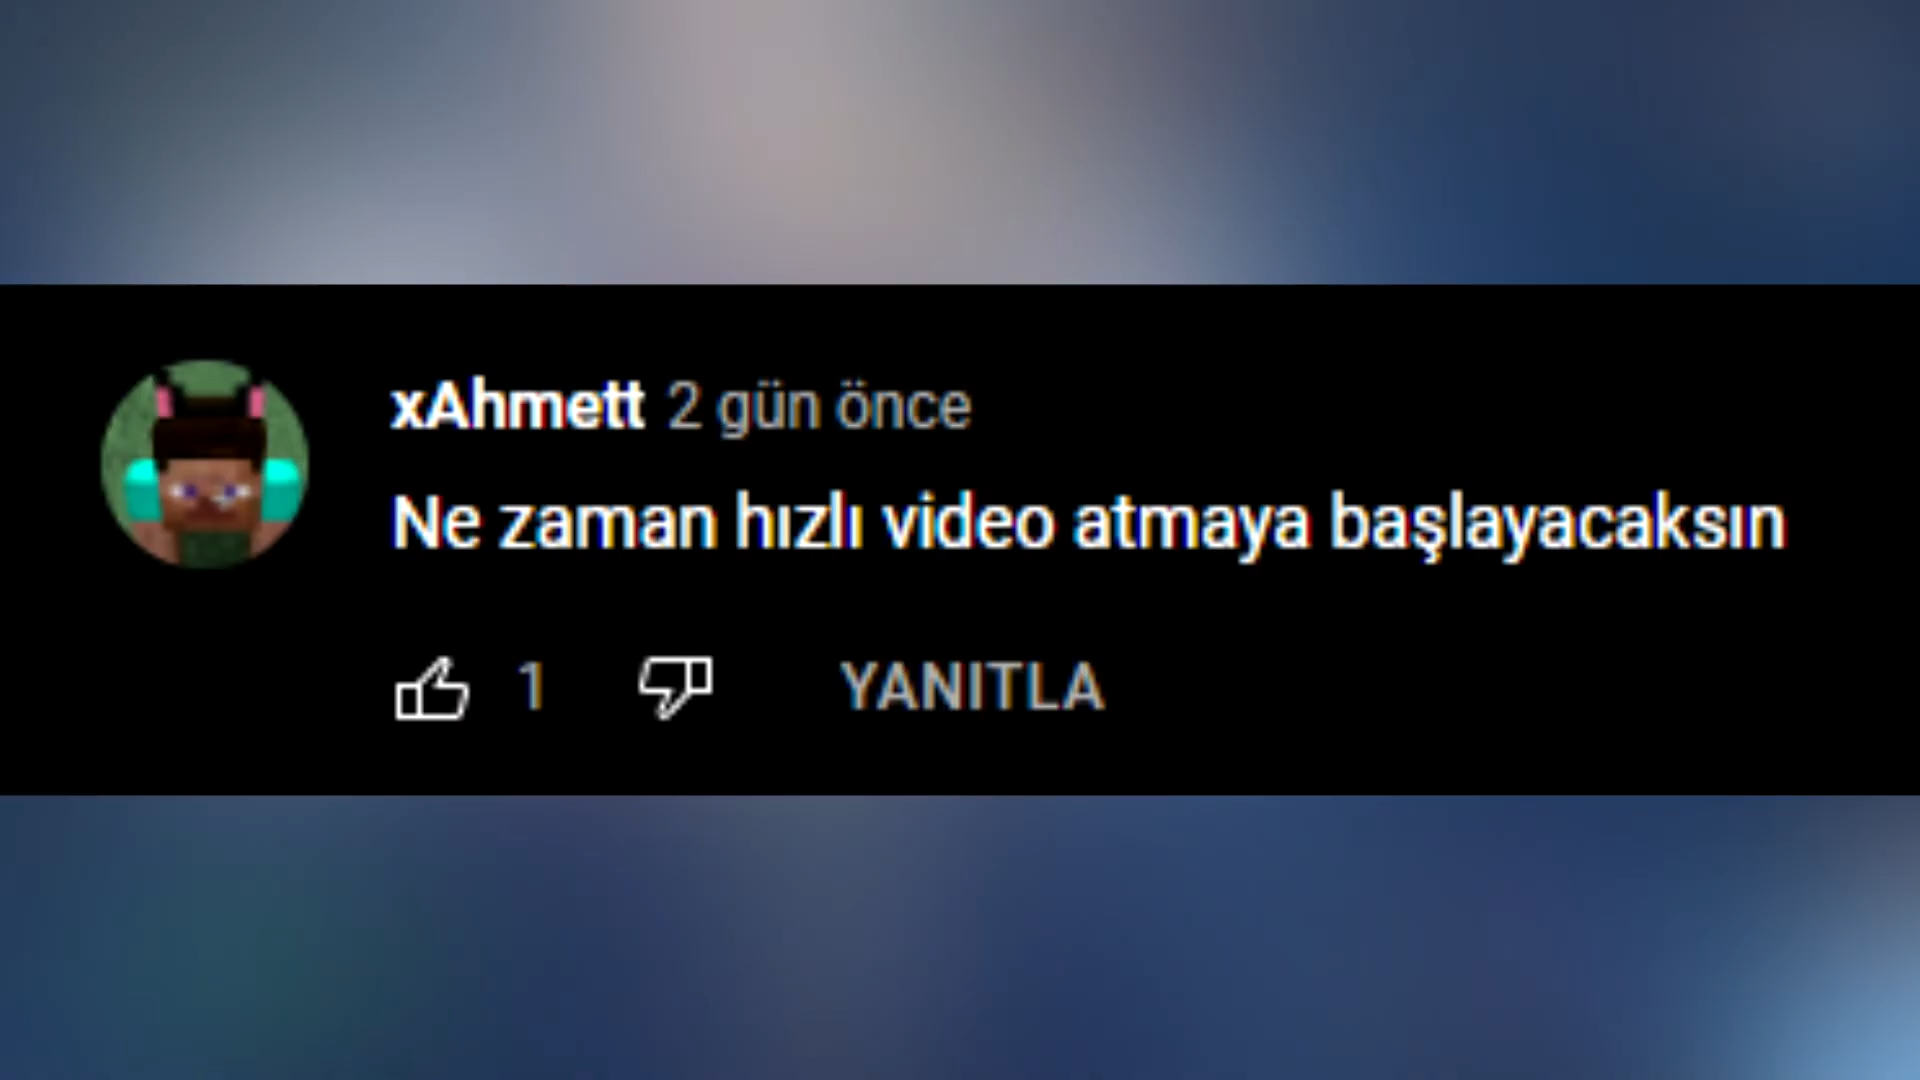 xAhmett 2 gün önce
Ne zaman hızlı video atmaya başlayacaksın
1 YANITLA